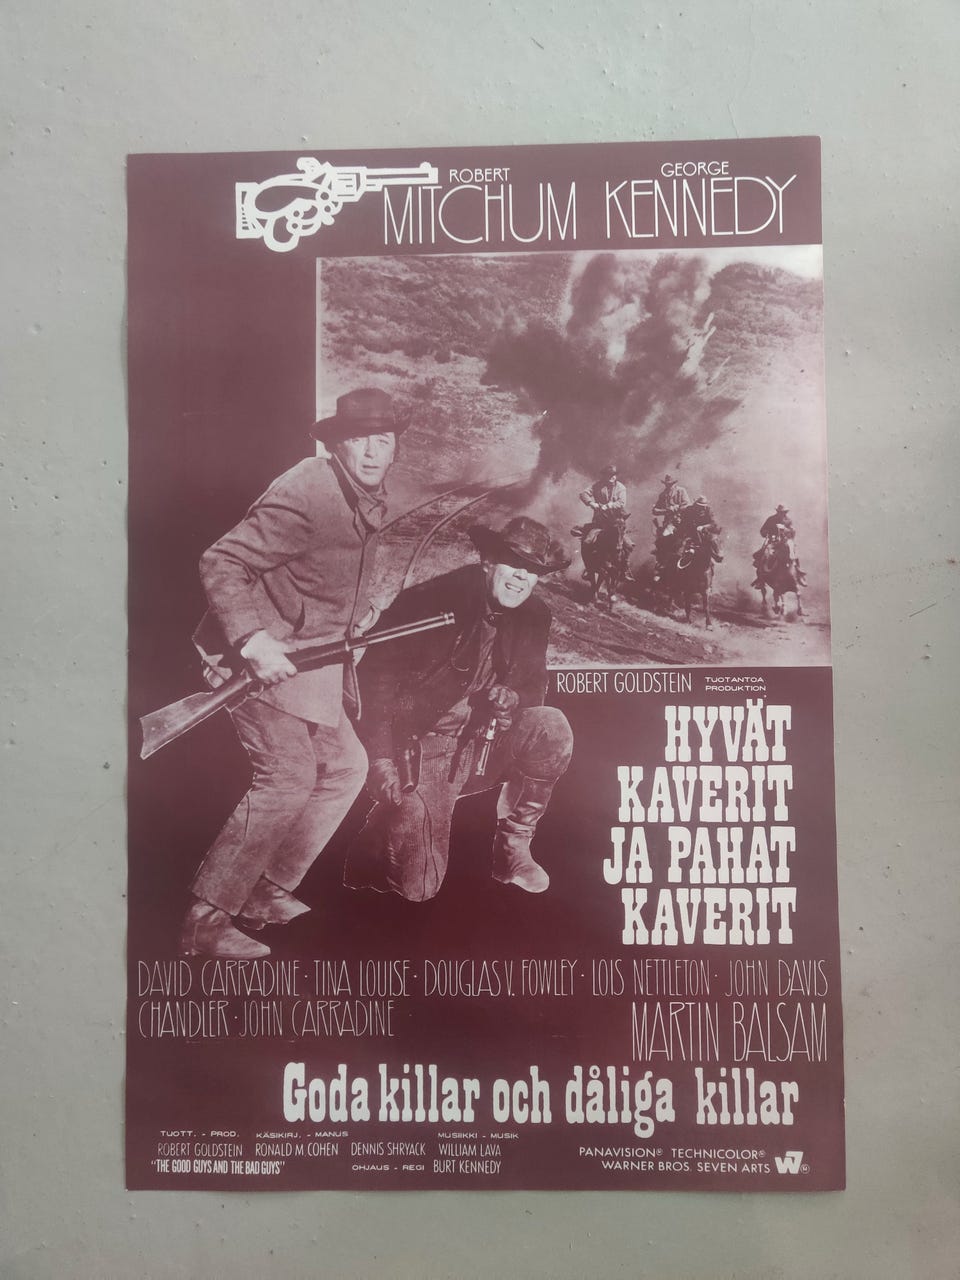 ROBERT
MITCHUM
GEORGE
KENNEDY
ROBERT GOLDSTEIN
TUOTANTOA
PRODUKTION
HYVÄT
KAVERIT
JA PAHAT
KAVERIT
DAVID CARRADINE · TINA LOUISE · DOUGLAS V. FOWLEY · LOIS NETTLETON · JOHN DAVIS
CHANDLER · JOHN CARRADINE
MARTIN BALSAM
Goda killar och dåliga killar
TUOTT. - PROD. KÄSIKIRJ. - MANUS MUSIIKKI - MUSIK
ROBERT GOLDSTEIN RONALD M. COHEN DENNIS SHRYACK WILLIAM LAVA
"THE GOOD GUYS AND THE BAD GUYS" OHJAUS - REGI BURT KENNEDY
PANAVISION® TECHNICOLOR®
WARNER BROS. SEVEN ARTS W7